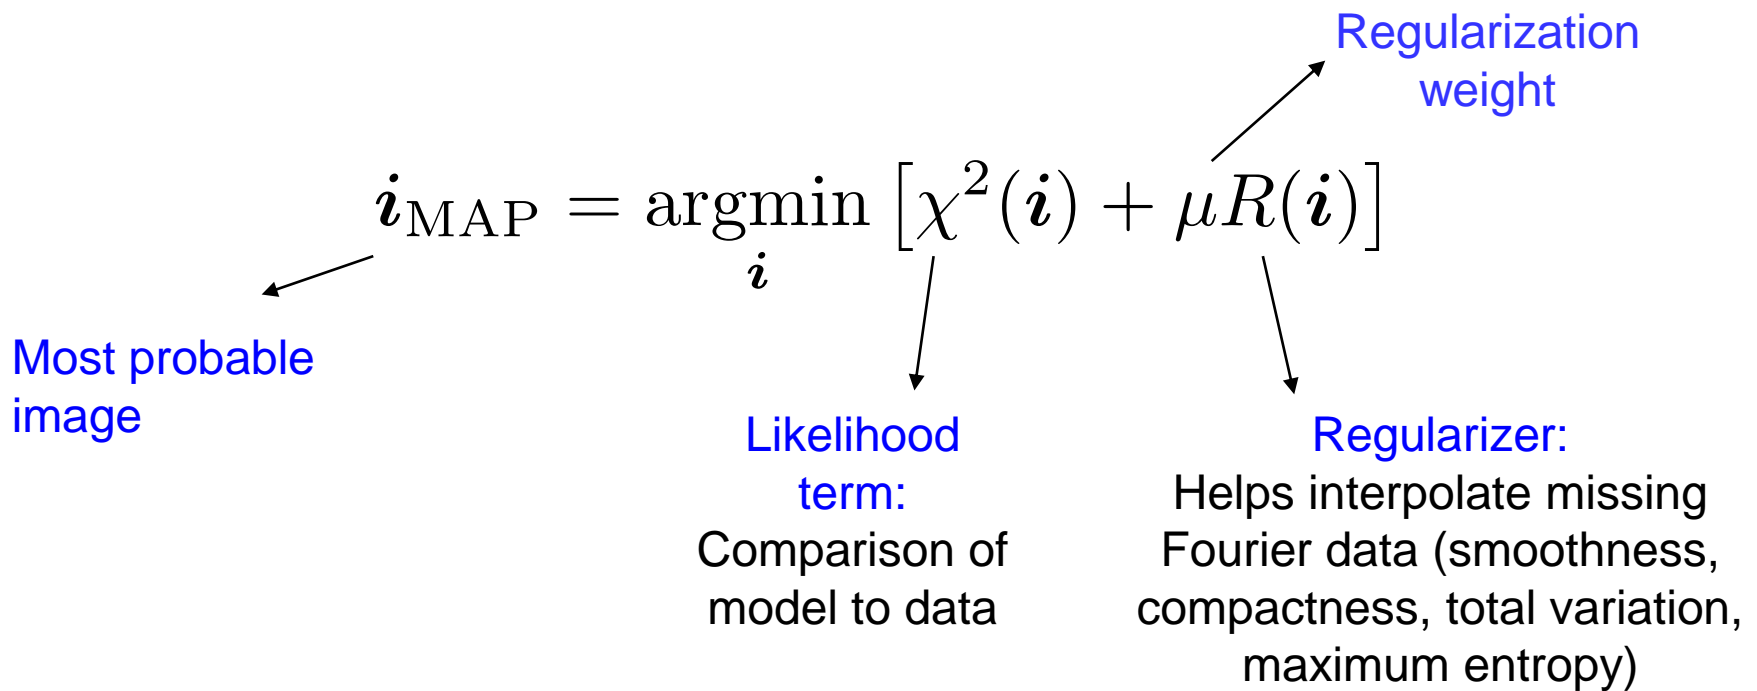 Regularization
weight
𝒊_MAP = argmin_𝒊 [χ²(𝒊) + μR(𝒊)]
Most probable
image
Likelihood
term:
Comparison of
model to data
Regularizer:
Helps interpolate missing
Fourier data (smoothness,
compactness, total variation,
maximum entropy)